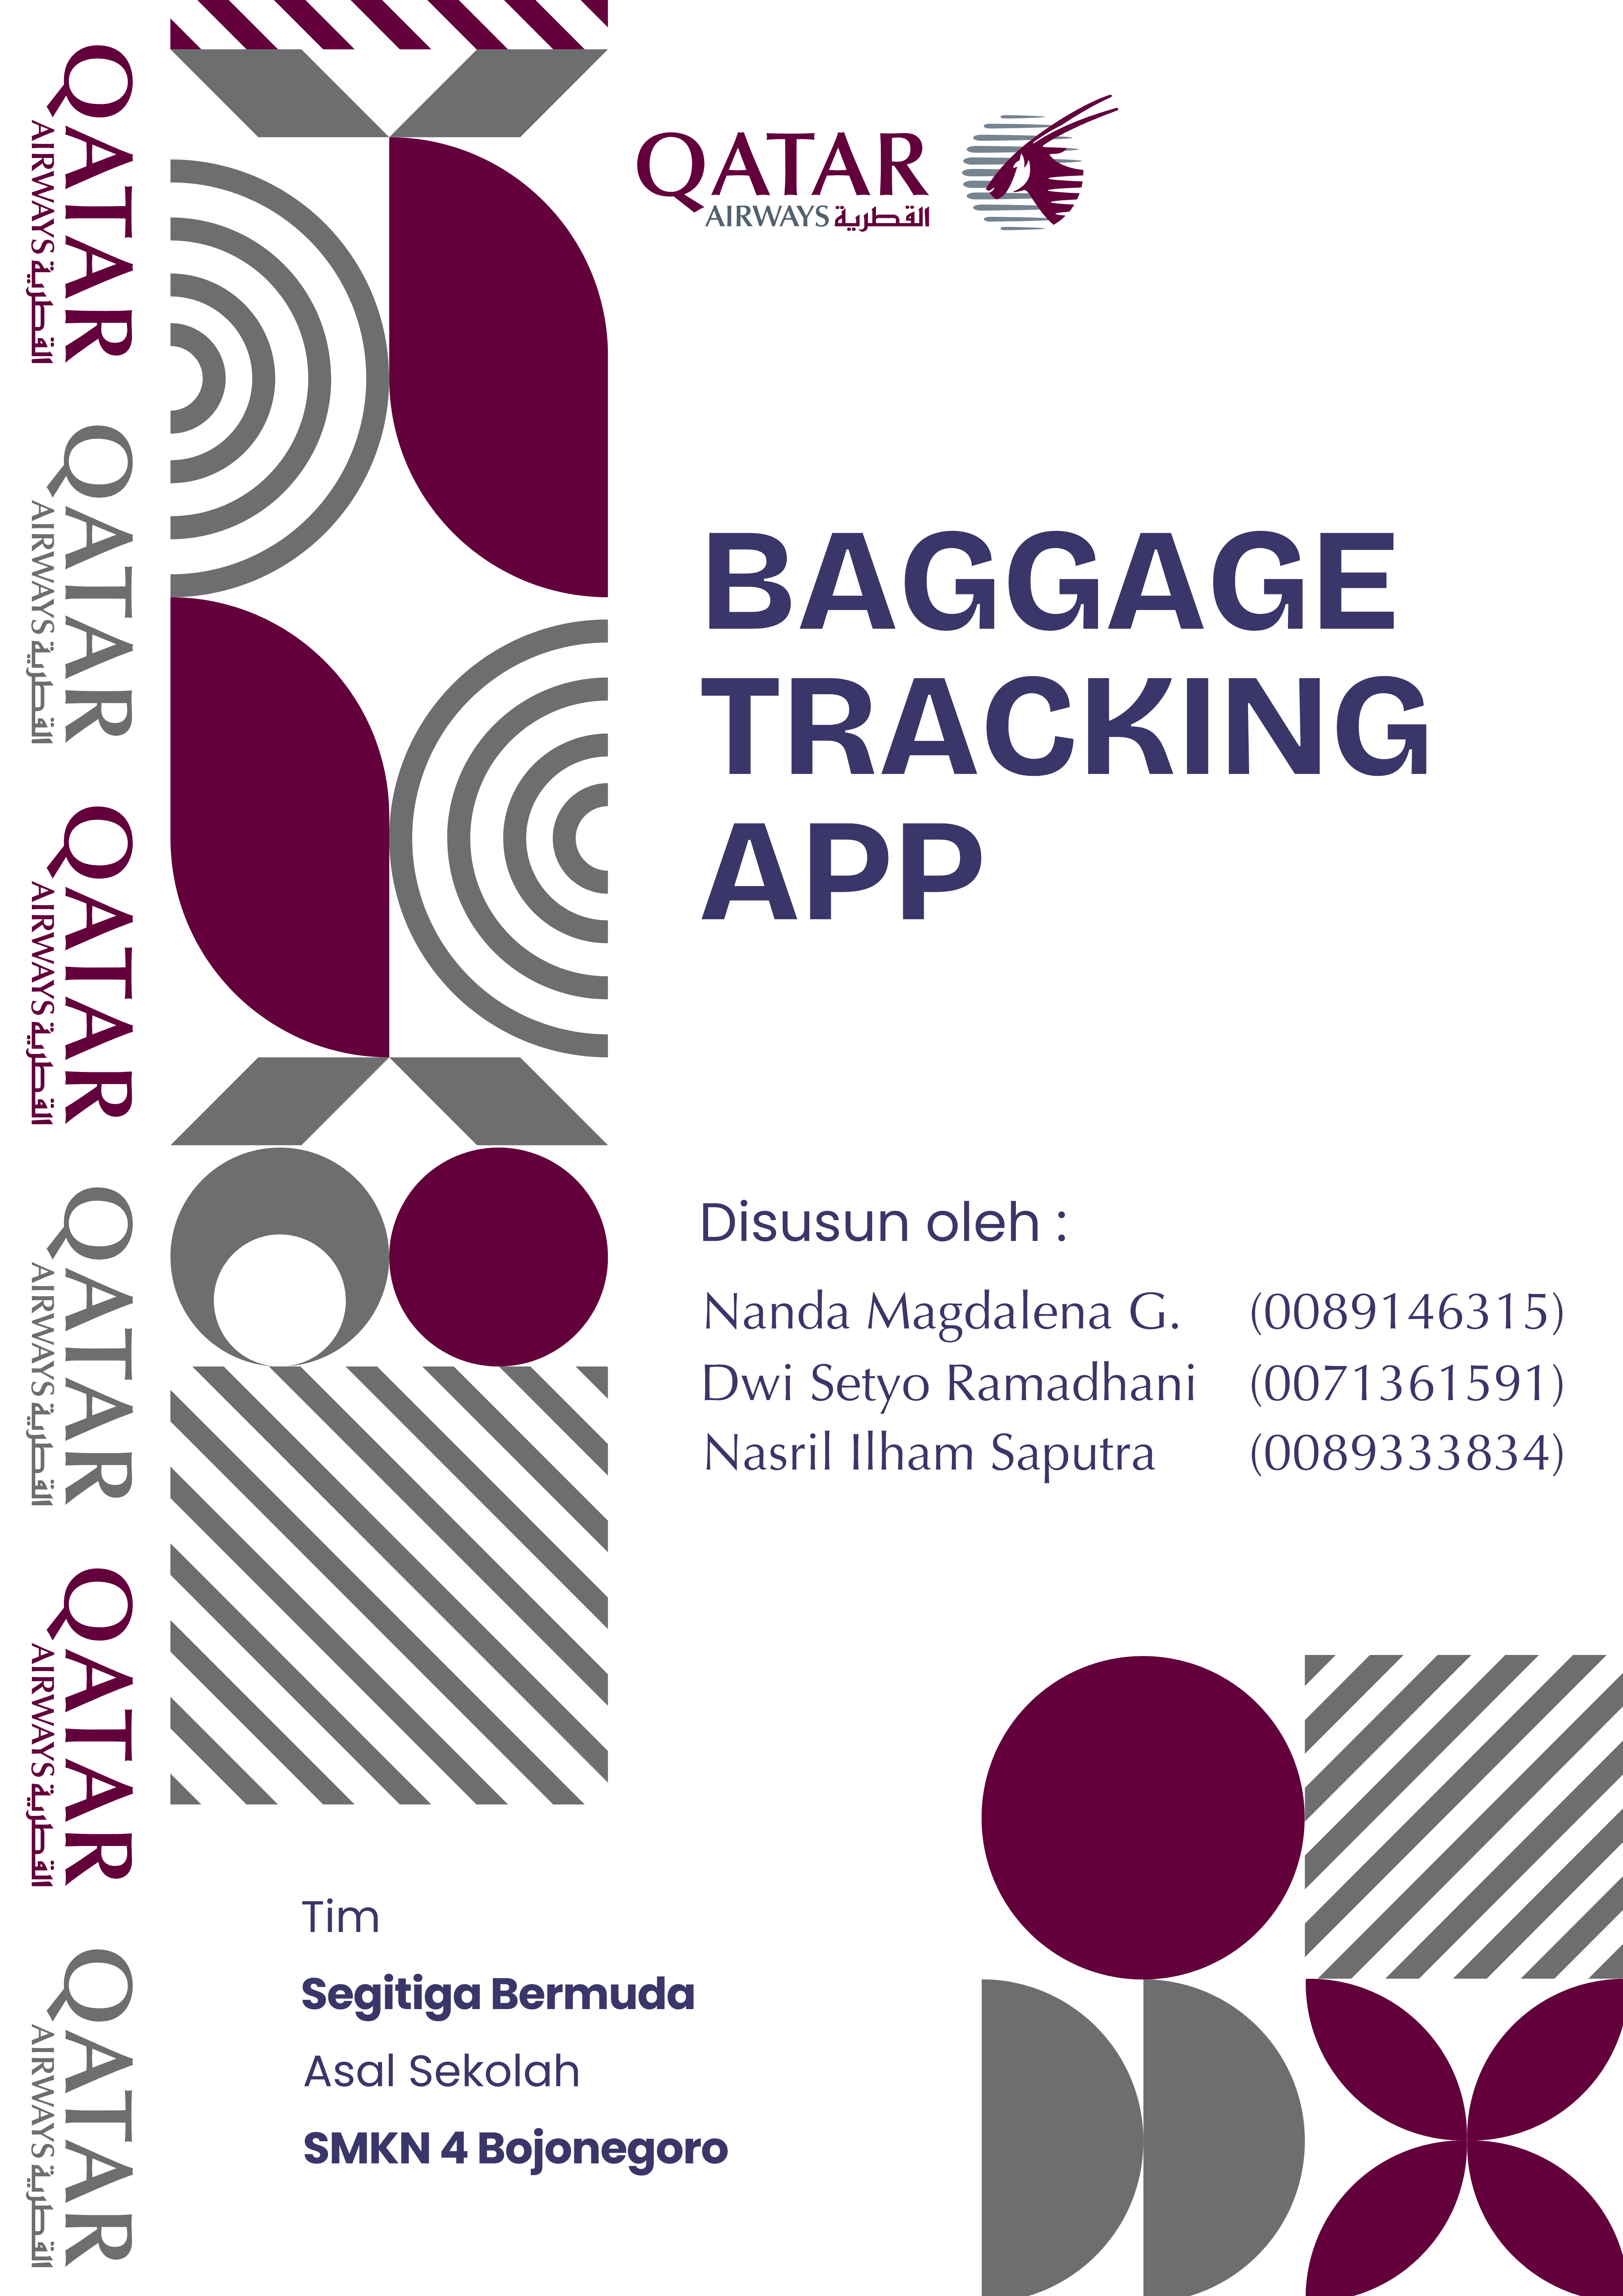 QATAR
AIRWAYS القطرية
BAGGAGE
TRACKING
APP
Disusun oleh :
Nanda Magdalena G. (0089146315)
Dwi Setyo Ramadhani (0071361591)
Nasril Ilham Saputra (0089333834)
Tim
Segitiga Bermuda
Asal Sekolah
SMKN 4 Bojonegoro
QATAR
AIRWAYS القطرية
QATAR
AIRWAYS القطرية
QATAR
AIRWAYS القطرية
QATAR
AIRWAYS القطرية
QATAR
AIRWAYS القطرية
QATAR
AIRWAYS القطرية